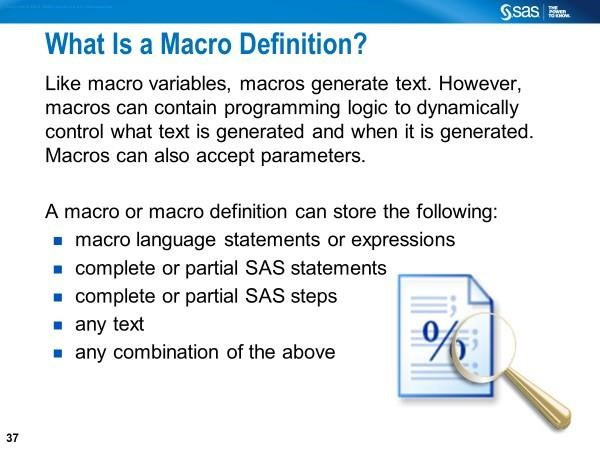 sas
THE
POWER
TO KNOW.
What Is a Macro Definition?
Like macro variables, macros generate text. However,
macros can contain programming logic to dynamically
control what text is generated and when it is generated.
Macros can also accept parameters.
A macro or macro definition can store the following:
macro language statements or expressions
complete or partial SAS statements
complete or partial SAS steps
any text
any combination of the above
%
37